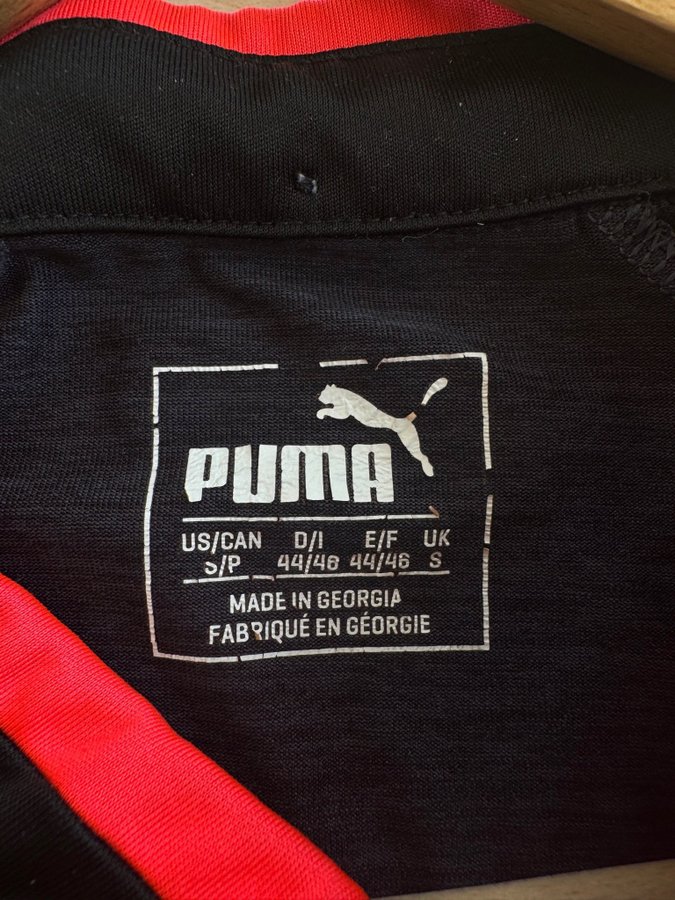 PUMA
US/CAN D/I E/F UK
S/P 44/46 44/46 S
MADE IN GEORGIA
FABRIQUÉ EN GÉORGIE